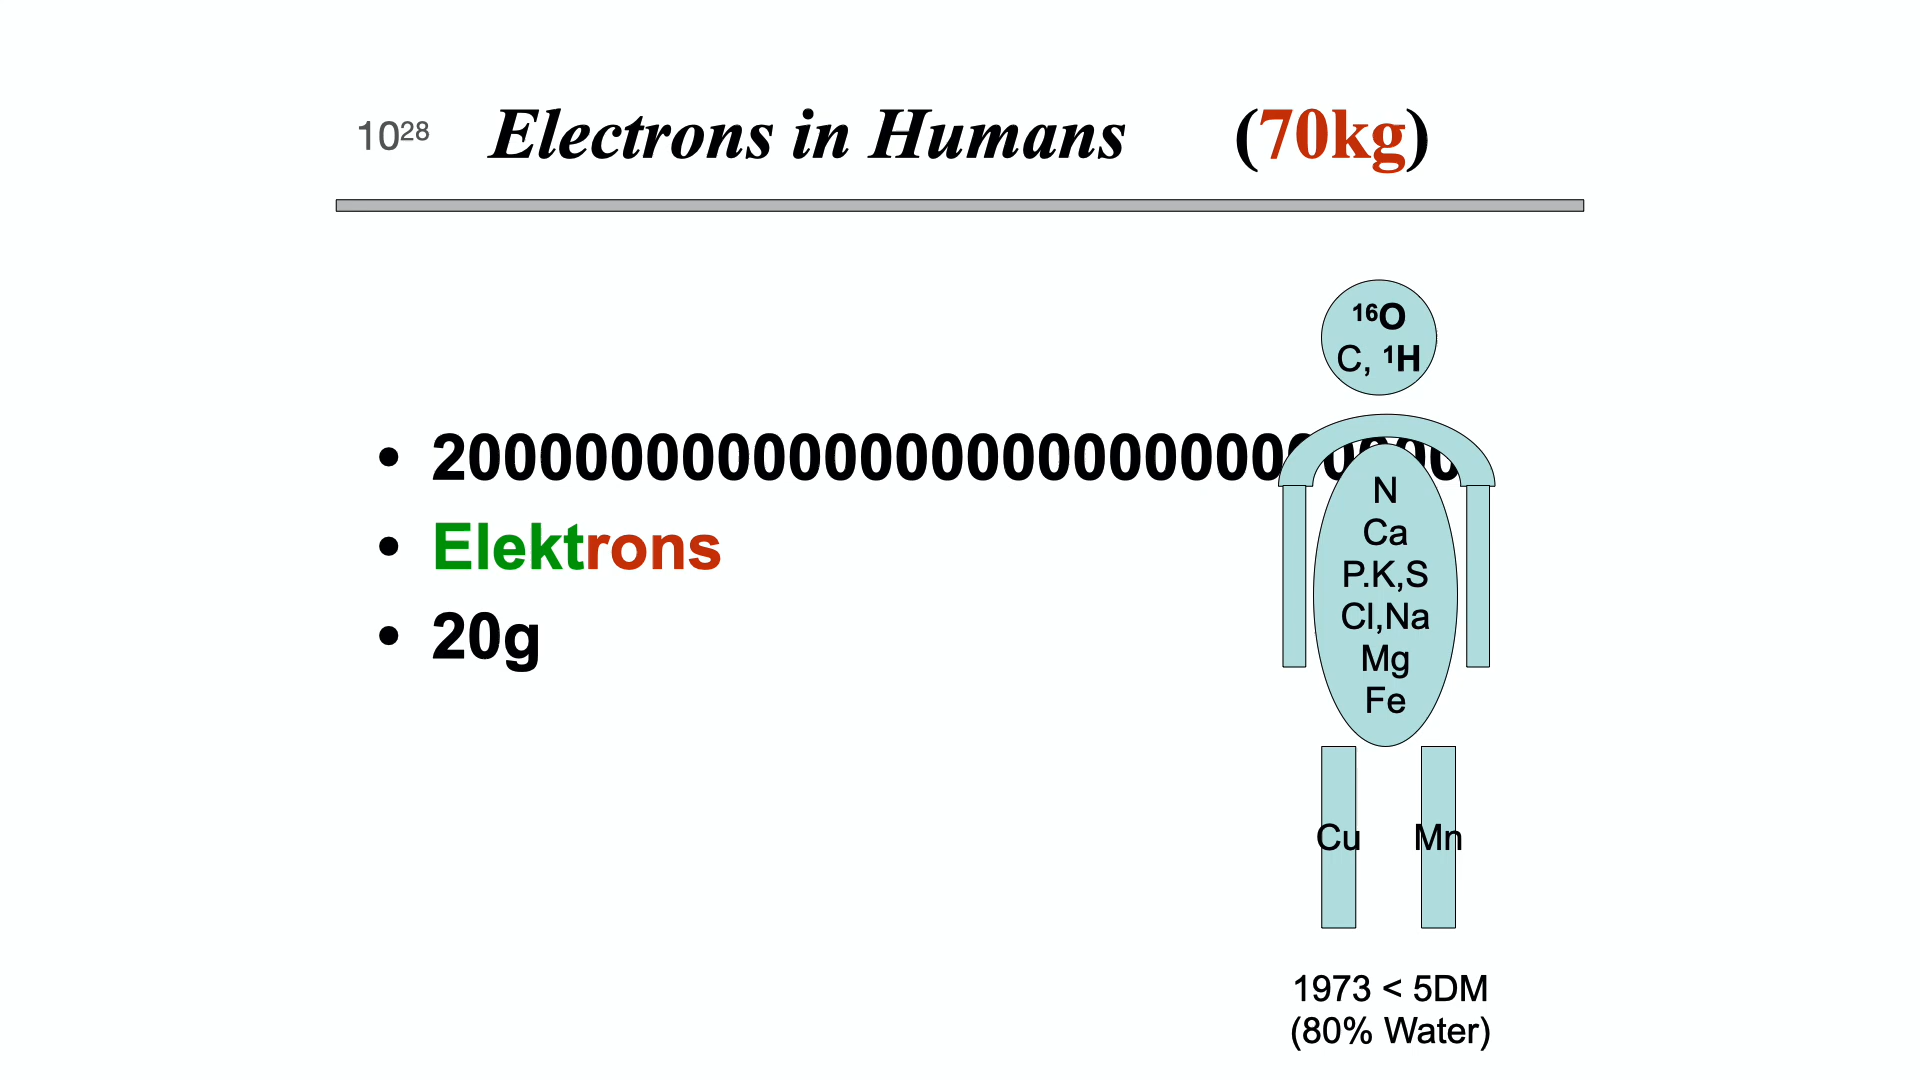 10²⁸ Electrons in Humans (70kg)
¹⁶O
C, ¹H
• 20000000000000000000000000000
• Elektrons
• 20g
N
Ca
P.K,S
Cl,Na
Mg
Fe
Cu Mn
1973 < 5DM
(80% Water)